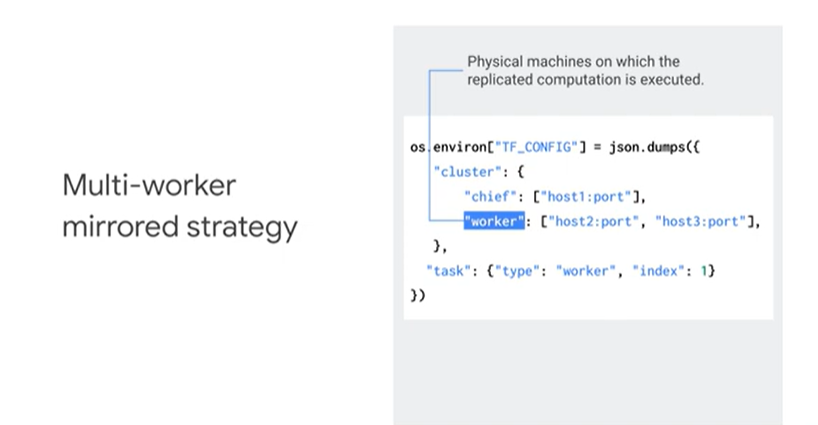 Multi-worker
mirrored strategy
Physical machines on which the
replicated computation is executed.
os.environ["TF_CONFIG"] = json.dumps({
    "cluster": {
        "chief": ["host1:port"],
        "worker": ["host2:port", "host3:port"],
    },
   "task": {"type": "worker", "index": 1}
})